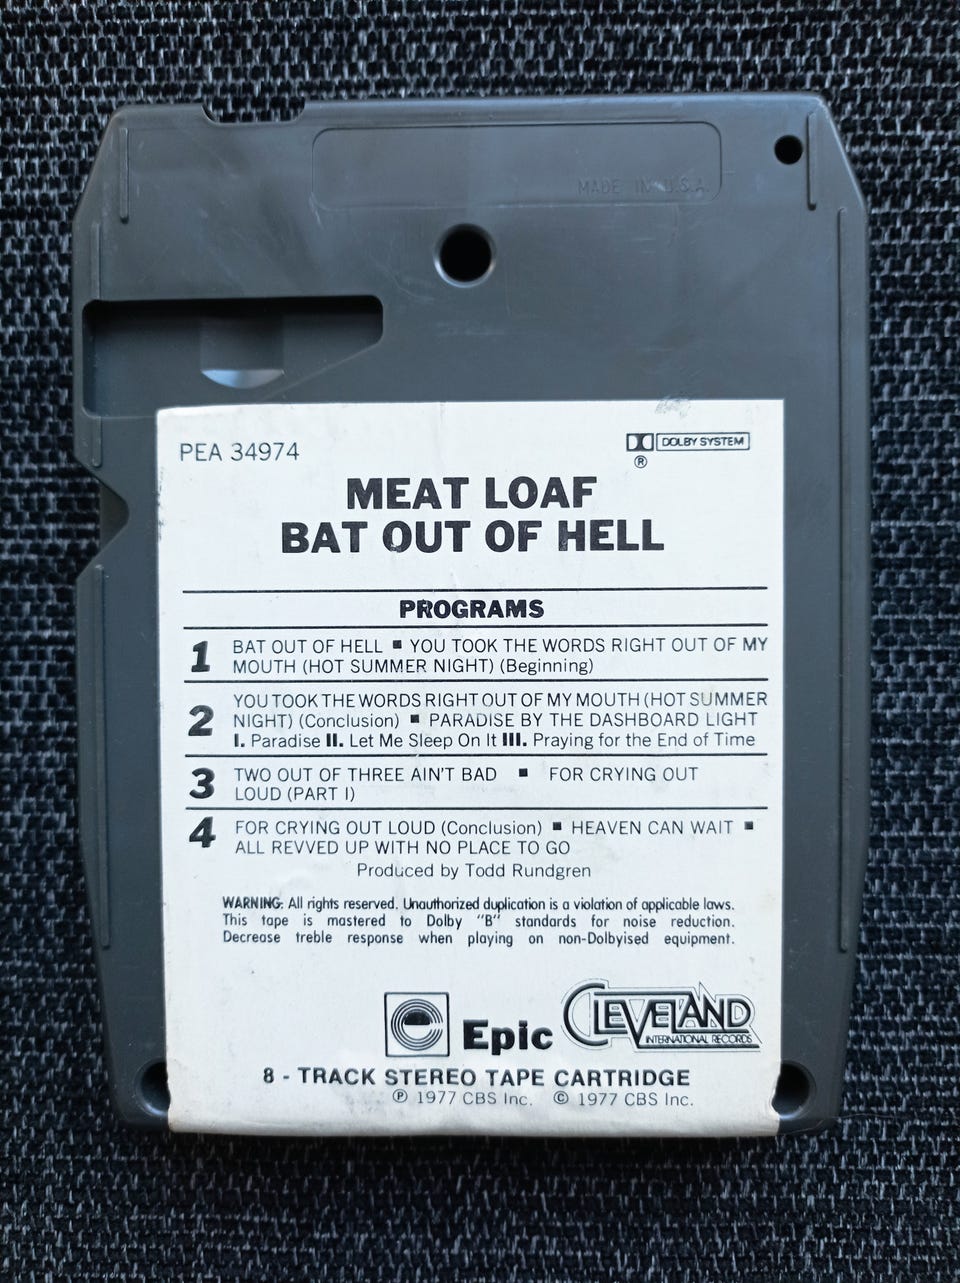 MADE IN U.S.A.
PEA 34974
DOLBY SYSTEM
®
MEAT LOAF
BAT OUT OF HELL
PROGRAMS
1 BAT OUT OF HELL ■ YOU TOOK THE WORDS RIGHT OUT OF MY
MOUTH (HOT SUMMER NIGHT) (Beginning)
2 YOU TOOK THE WORDS RIGHT OUT OF MY MOUTH (HOT SUMMER
NIGHT) (Conclusion) ■ PARADISE BY THE DASHBOARD LIGHT
I. Paradise II. Let Me Sleep On It III. Praying for the End of Time
3 TWO OUT OF THREE AIN'T BAD ■ FOR CRYING OUT
LOUD (PART I)
4 FOR CRYING OUT LOUD (Conclusion) ■ HEAVEN CAN WAIT ■
ALL REVVED UP WITH NO PLACE TO GO
Produced by Todd Rundgren
WARNING: All rights reserved. Unauthorized duplication is a violation of applicable laws.
This tape is mastered to Dolby "B" standards for noise reduction.
Decrease treble response when playing on non-Dolbyised equipment.
Epic CLEVELAND
INTERNATIONAL RECORDS
8 - TRACK STEREO TAPE CARTRIDGE
℗ 1977 CBS Inc. © 1977 CBS Inc.